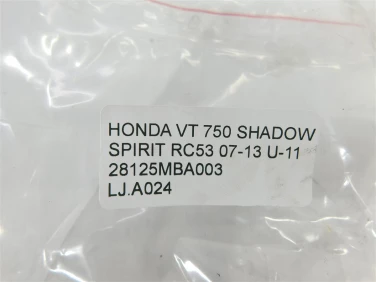 HONDA VT 750 SHADOW
SPIRIT RC53 07-13 U-11
28125MBA003
LJ.A024